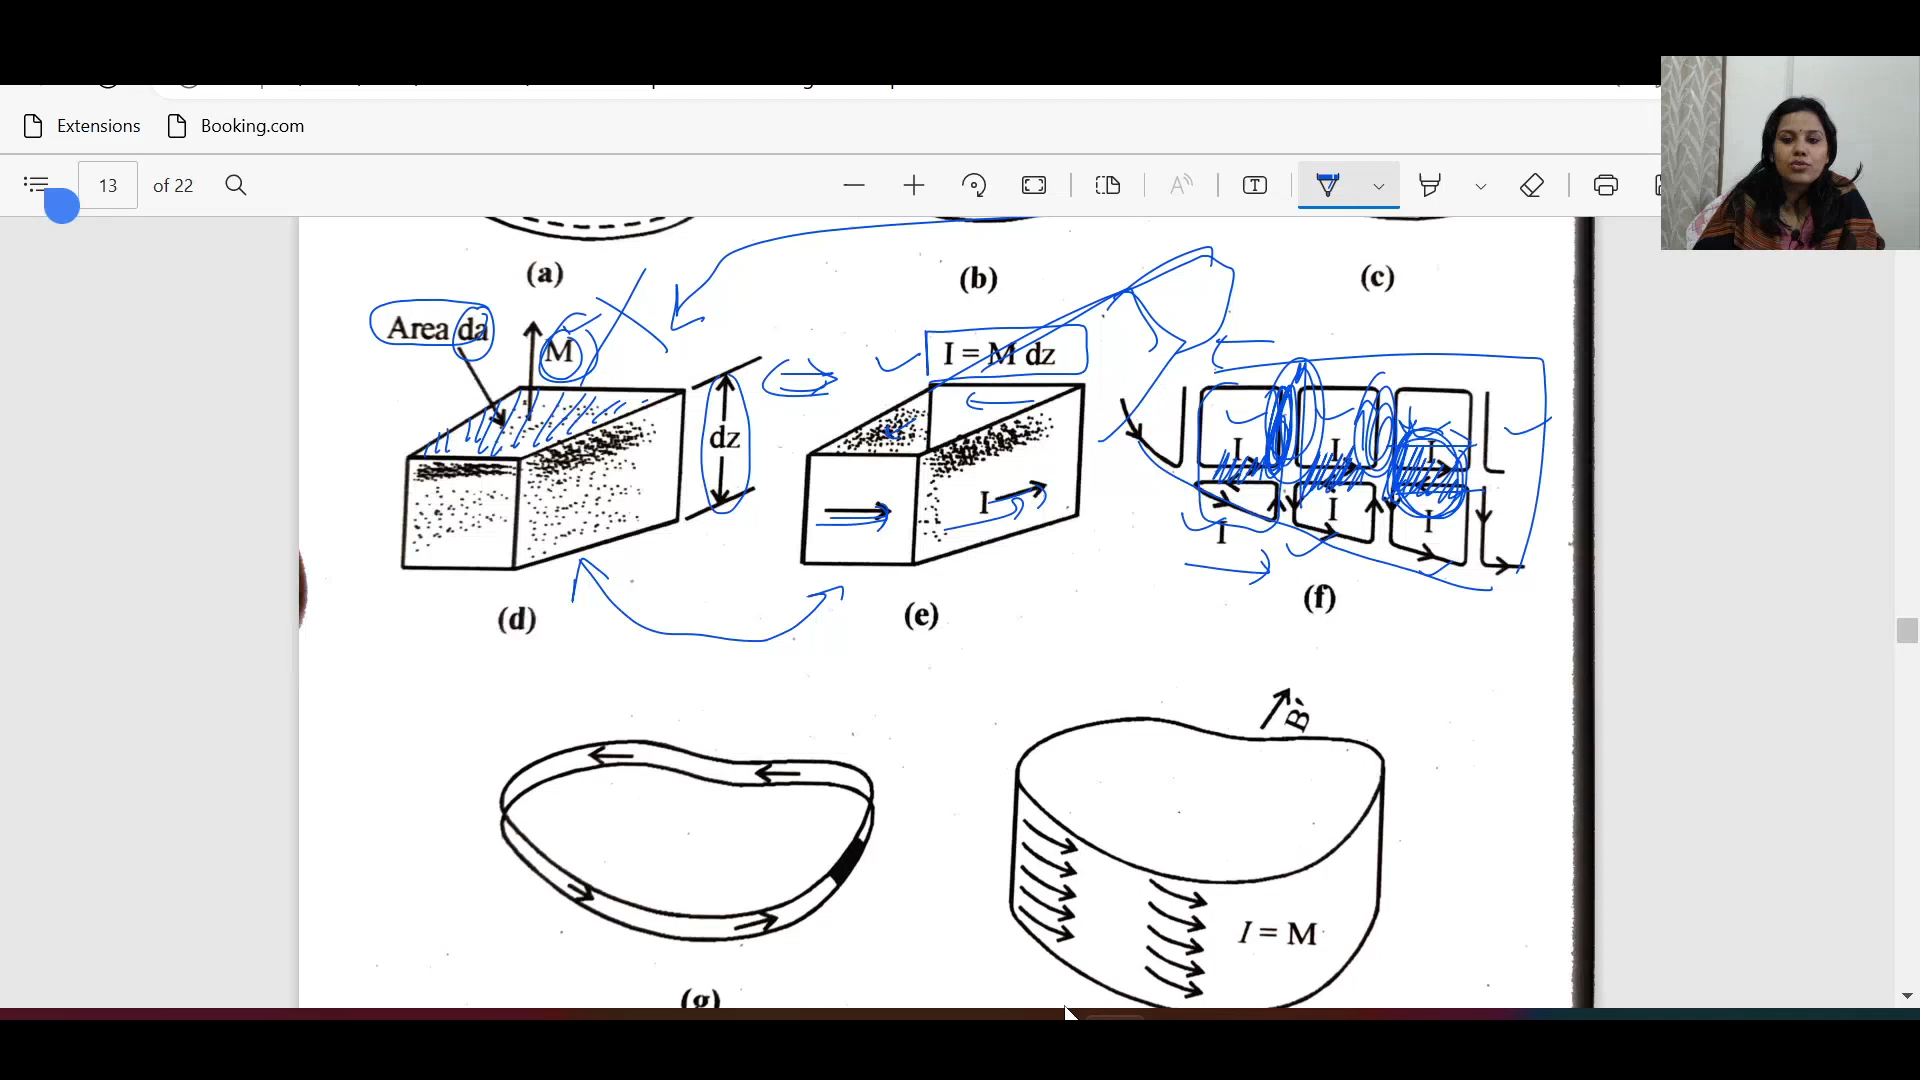 Extensions Booking.com
13 of 22
(a) (b) (c)
Area da
M
I = M dz
dz
I
I I I
I I I
(d) (e) (f)
B'
I = M
(g)